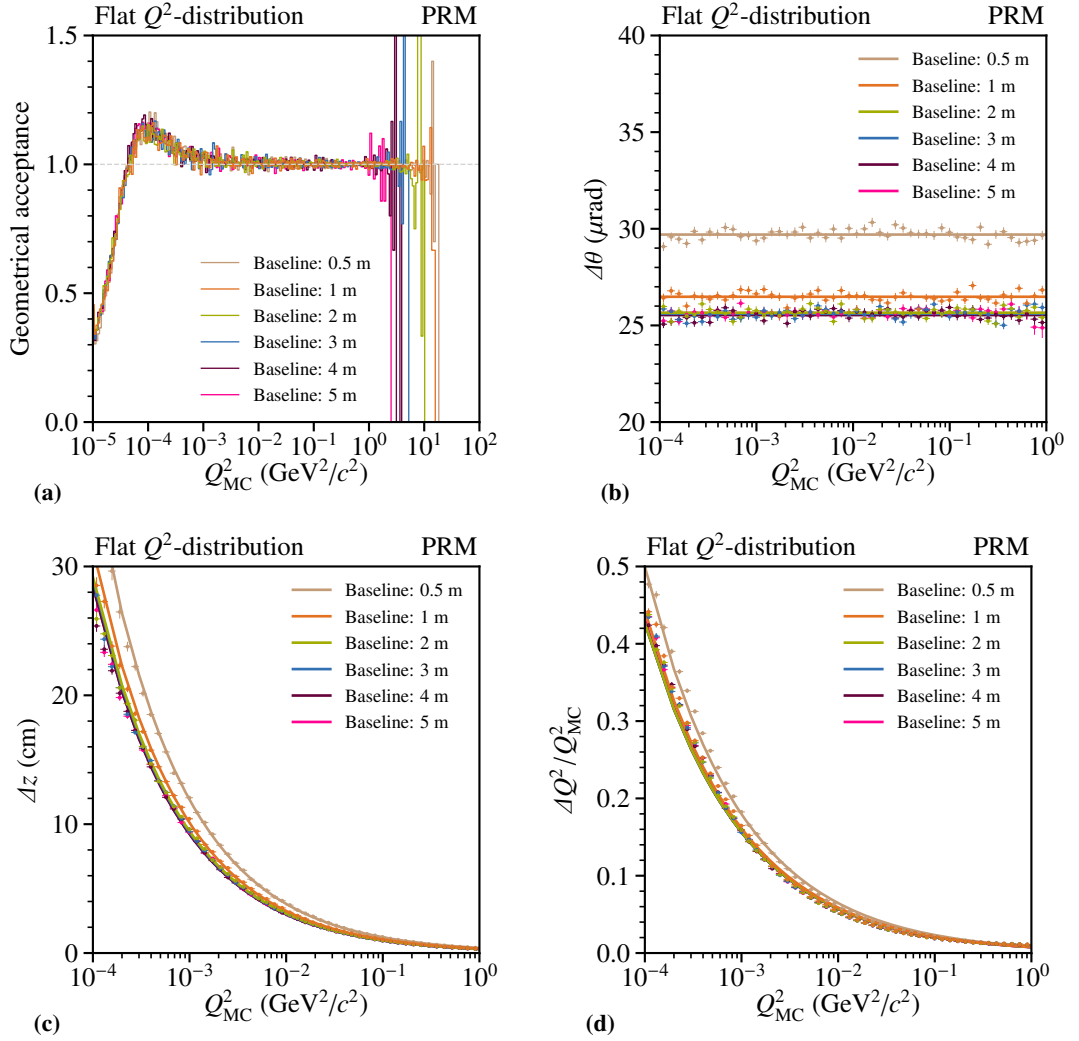 Flat Q²-distribution PRM
1.5
1.0
0.5
0.0
Geometrical acceptance
Baseline: 0.5 m
Baseline: 1 m
Baseline: 2 m
Baseline: 3 m
Baseline: 4 m
Baseline: 5 m
10⁻⁵ 10⁻⁴ 10⁻³ 10⁻² 10⁻¹ 10⁰ 10¹ 10²
Q²MC (GeV²/c²)
(a)
Flat Q²-distribution PRM
40
35
30
25
20
Δθ (μrad)
Baseline: 0.5 m
Baseline: 1 m
Baseline: 2 m
Baseline: 3 m
Baseline: 4 m
Baseline: 5 m
10⁻⁴ 10⁻³ 10⁻² 10⁻¹ 10⁰
Q²MC (GeV²/c²)
(b)
Flat Q²-distribution PRM
30
20
10
0
Δz (cm)
Baseline: 0.5 m
Baseline: 1 m
Baseline: 2 m
Baseline: 3 m
Baseline: 4 m
Baseline: 5 m
10⁻⁴ 10⁻³ 10⁻² 10⁻¹ 10⁰
Q²MC (GeV²/c²)
(c)
Flat Q²-distribution PRM
0.5
0.4
0.3
0.2
0.1
0.0
ΔQ²/Q²MC
Baseline: 0.5 m
Baseline: 1 m
Baseline: 2 m
Baseline: 3 m
Baseline: 4 m
Baseline: 5 m
10⁻⁴ 10⁻³ 10⁻² 10⁻¹ 10⁰
Q²MC (GeV²/c²)
(d)